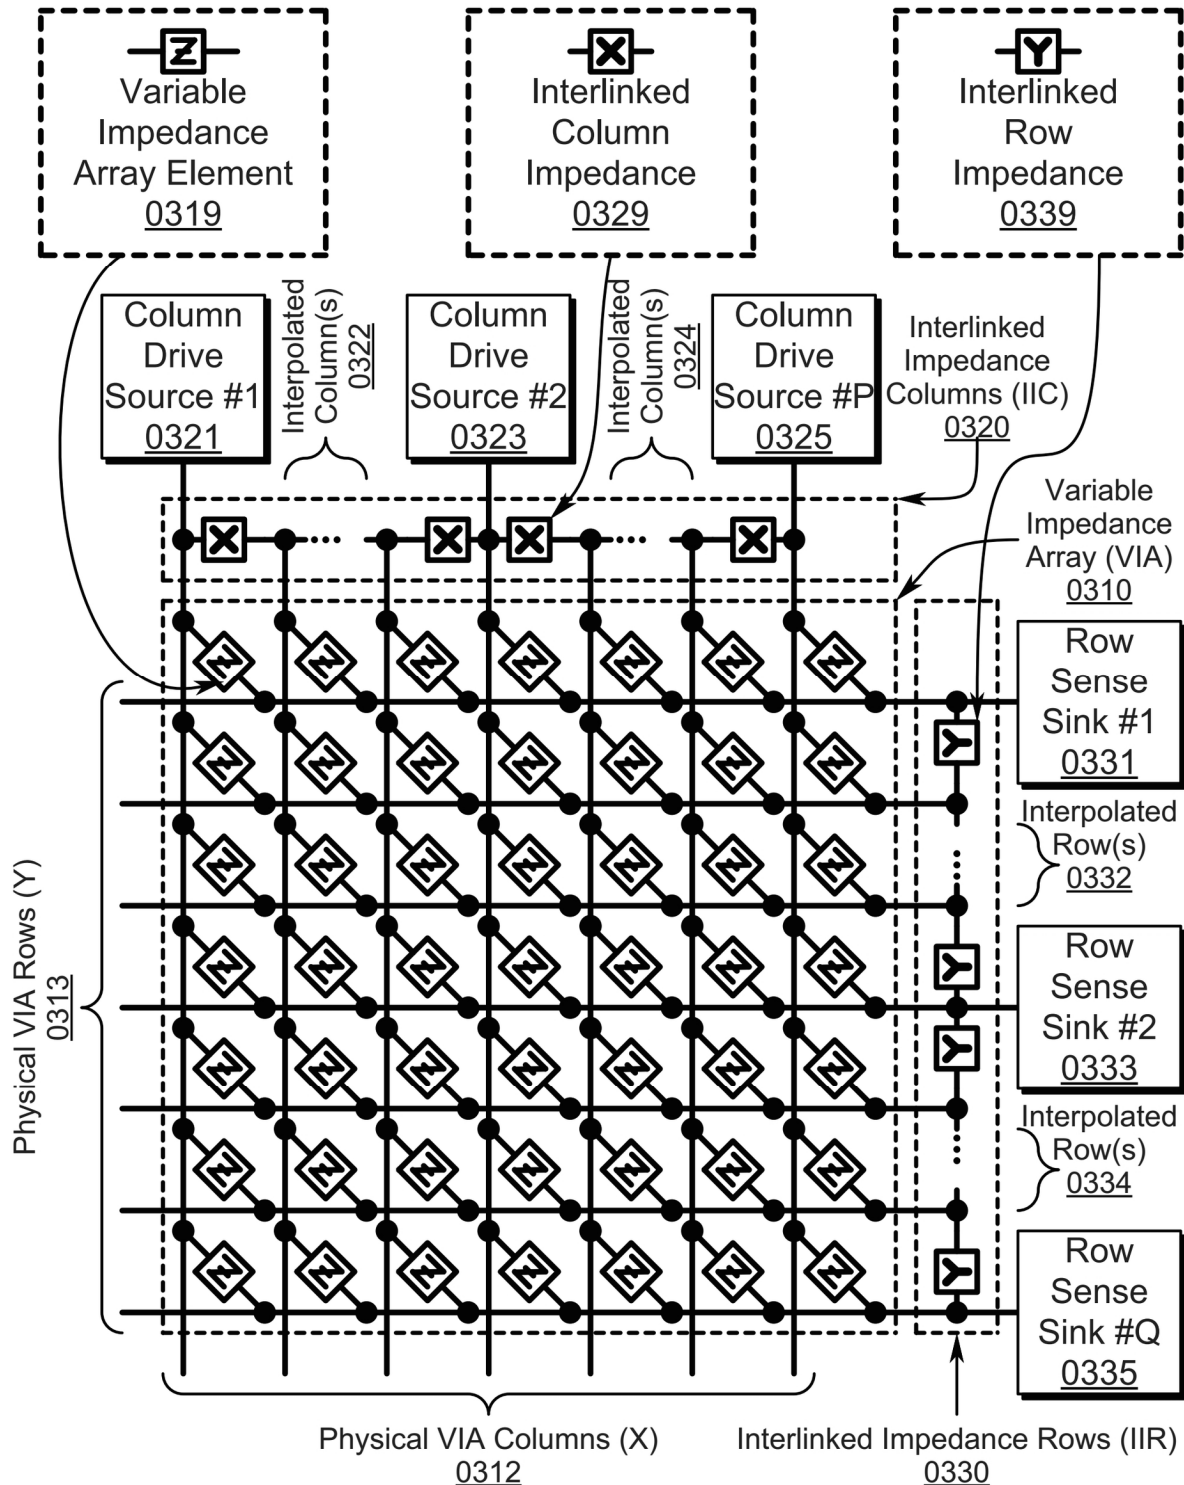 Z
Variable
Impedance
Array Element
0319
X
Interlinked
Column
Impedance
0329
Y
Interlinked
Row
Impedance
0339
Column
Drive
Source #1
0321
Interpolated
Column(s)
0322
Column
Drive
Source #2
0323
Interpolated
Column(s)
0324
Column
Drive
Source #P
0325
Interlinked
Impedance
Columns (IIC)
0320
X X X X
Variable
Impedance
Array (VIA)
0310
Z Z Z Z Z Z Z
Row
Sense
Sink #1
0331
Y
Z Z Z Z Z Z Z
Interpolated
Row(s)
0332
Z Z Z Z Z Z Z
Physical VIA Rows (Y)
0313
Row
Sense
Sink #2
0333
Y
Z Z Z Z Z Z Z
Y
Z Z Z Z Z Z Z
Interpolated
Row(s)
0334
Z Z Z Z Z Z Z
Row
Sense
Sink #Q
0335
Y
Z Z Z Z Z Z Z
Physical VIA Columns (X)
0312
Interlinked Impedance Rows (IIR)
0330